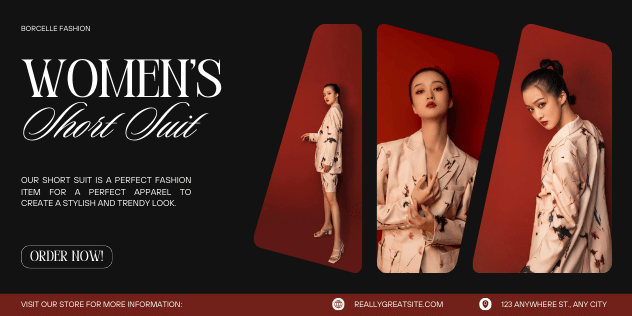 BORCELLE FASHION
WOMEN'S
Short Suit
OUR SHORT SUIT IS A PERFECT FASHION
ITEM FOR A PERFECT APPAREL TO
CREATE A STYLISH AND TRENDY LOOK.
ORDER NOW!
VISIT OUR STORE FOR MORE INFORMATION:
REALLYGREATSITE.COM
123 ANYWHERE ST., ANY CITY